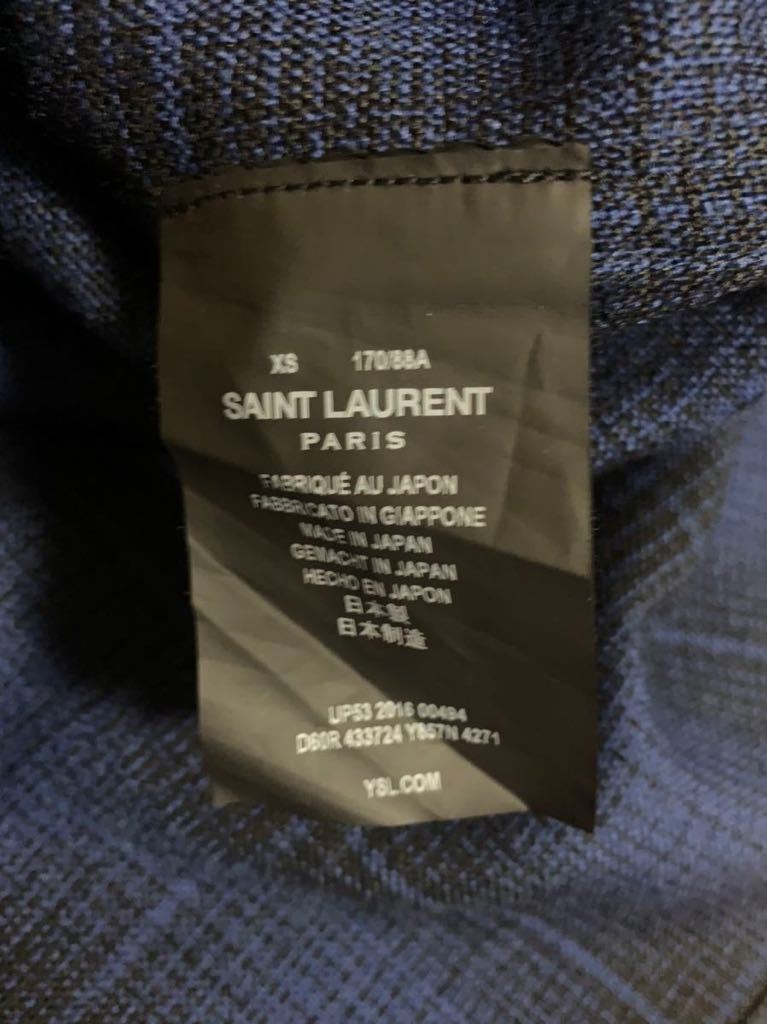 XS 170/88A
SAINT LAURENT
PARIS
FABRIQUÉ AU JAPON
FABBRICATO IN GIAPPONE
MADE IN JAPAN
GEMACHT IN JAPAN
HECHO EN JAPON
日本製
日本制造
UP53 2016 00494
D60R 433724 Y857N 4271
YSL.COM